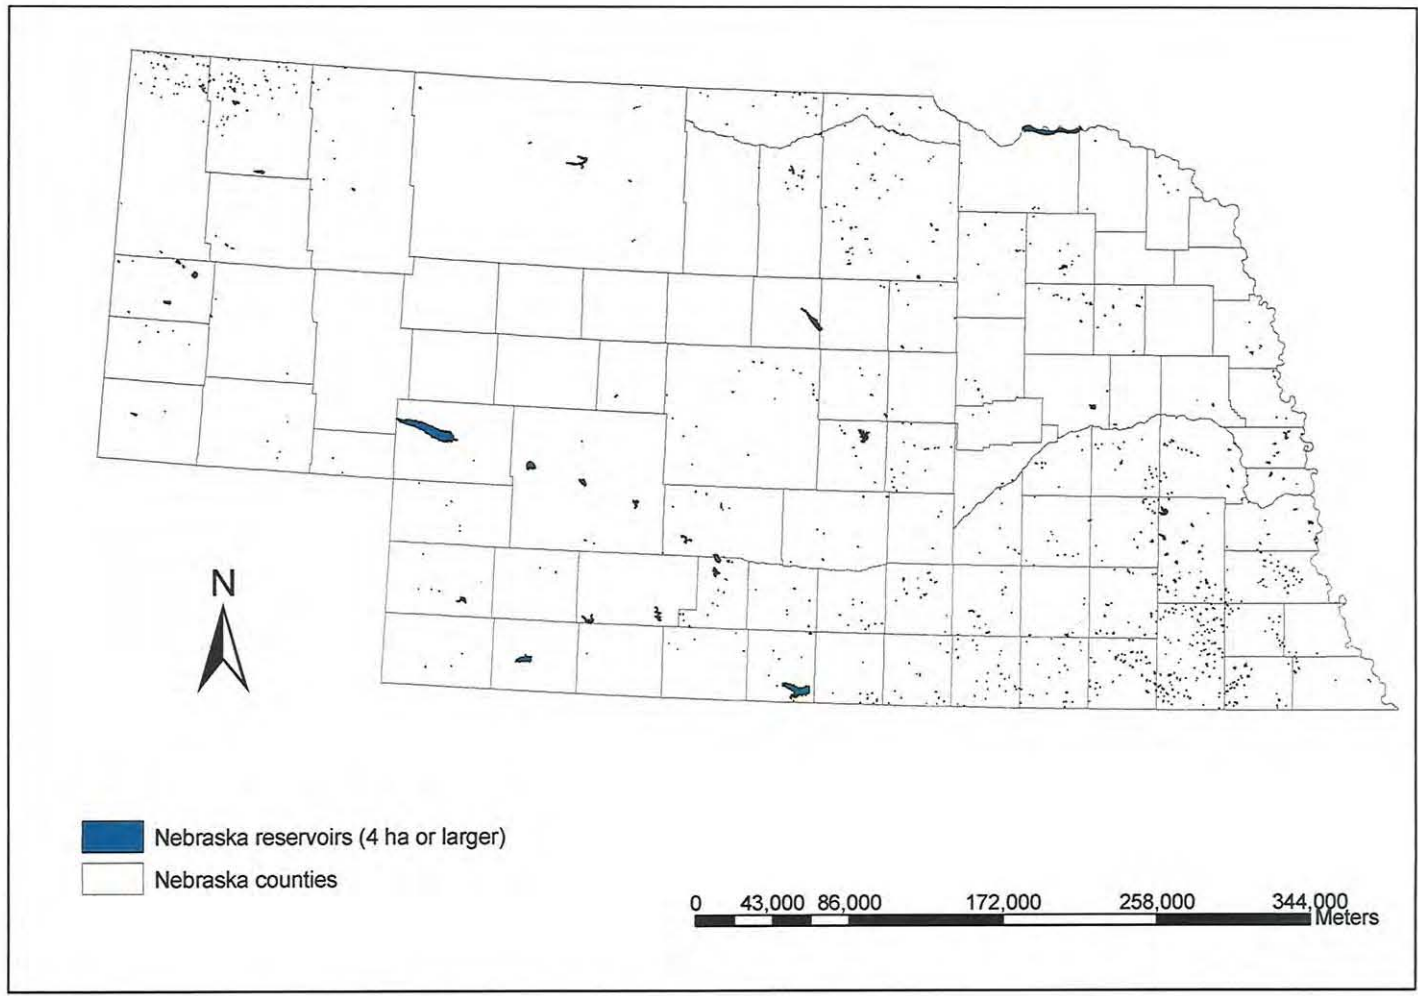 N
Nebraska reservoirs (4 ha or larger)
Nebraska counties
0 43,000 86,000 172,000 258,000 344,000
Meters